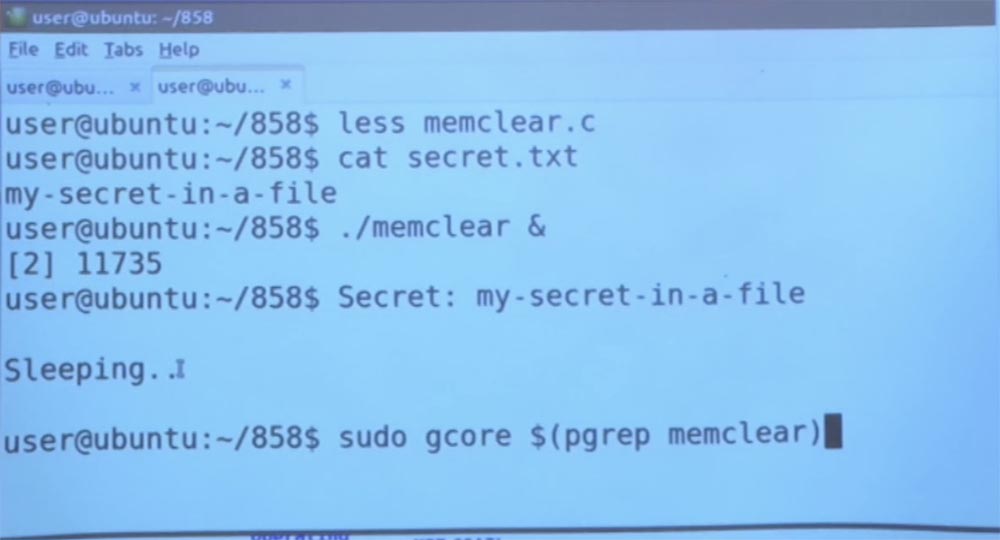 user@ubuntu: ~/858
File Edit Tabs Help
user@ubu... × user@ubu... ×
user@ubuntu:~/858$ less memclear.c
user@ubuntu:~/858$ cat secret.txt
my-secret-in-a-file
user@ubuntu:~/858$ ./memclear &
[2] 11735
user@ubuntu:~/858$ Secret: my-secret-in-a-file
Sleeping..
user@ubuntu:~/858$ sudo gcore $(pgrep memclear)